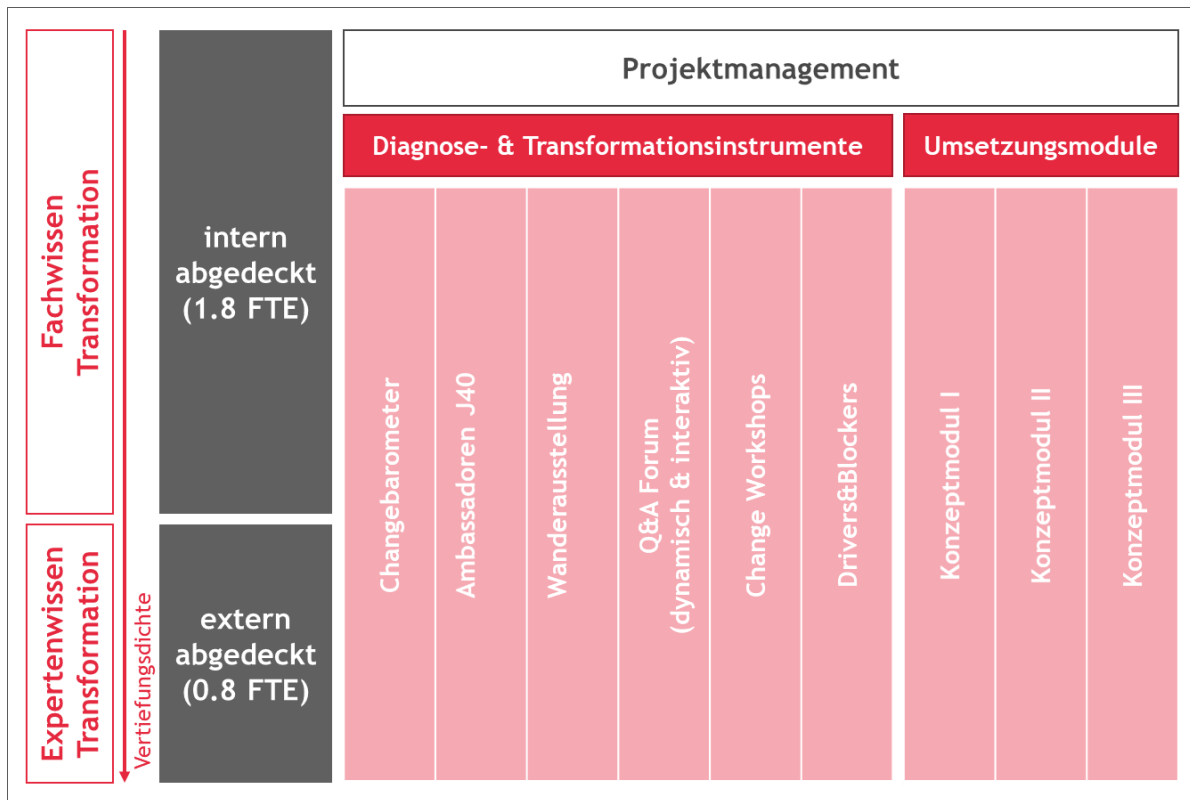 Fachwissen
Transformation
Expertenwissen
Transformation
Vertiefungsdichte
intern
abgedeckt
(1.8 FTE)
extern
abgedeckt
(0.8 FTE)
Projektmanagement
Diagnose- & Transformationsinstrumente
Umsetzungsmodule
Changebarometer
Ambassadoren J40
Wanderausstellung
Q&A Forum
(dynamisch & interaktiv)
Change Workshops
Drivers&Blockers
Konzeptmodul I
Konzeptmodul II
Konzeptmodul III